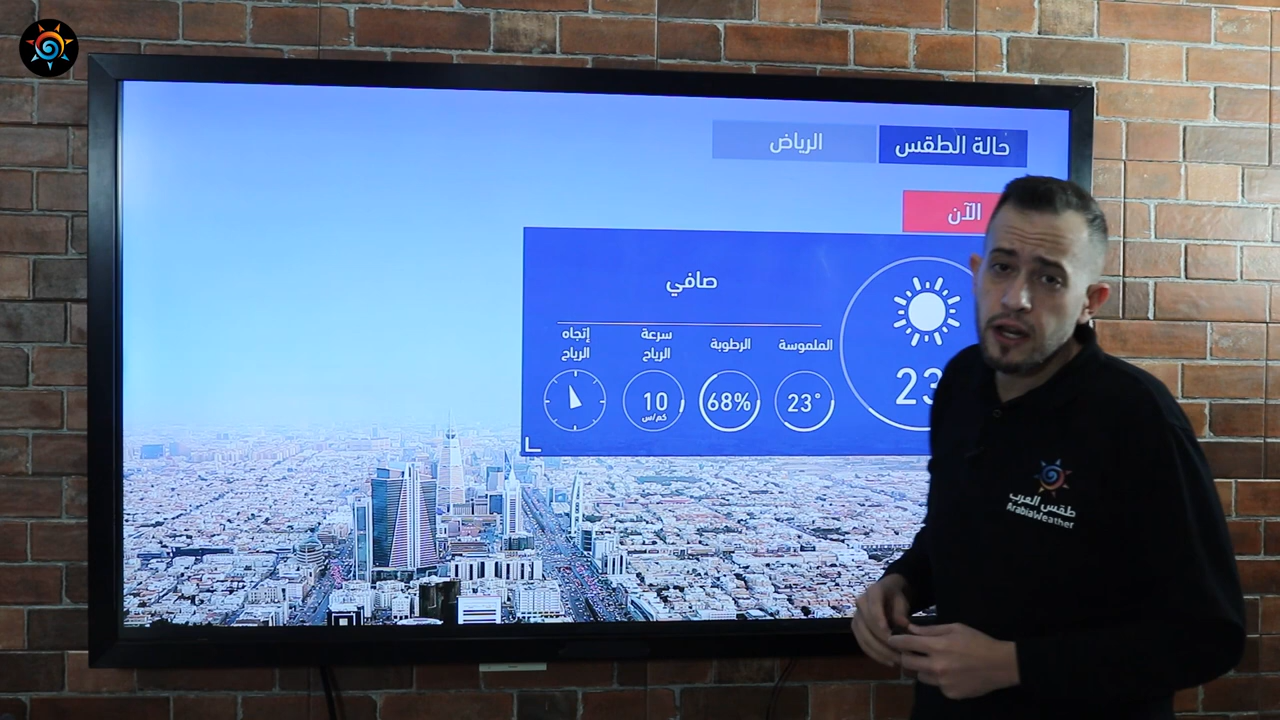 حالة الطقس
الرياض
الآن
صافي
23
الملموسة
الرطوبة
سرعة
الرياح
إتجاه
الرياح
23°
68%
10
كم/س
طقس العرب
ArabiaWeather